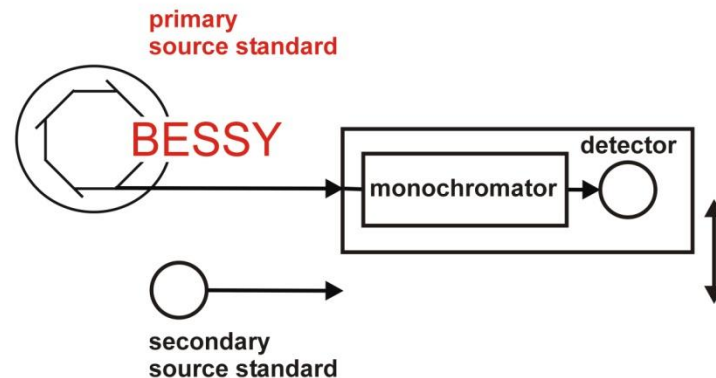 primary
source standard
BESSY
detector
monochromator
secondary
source standard